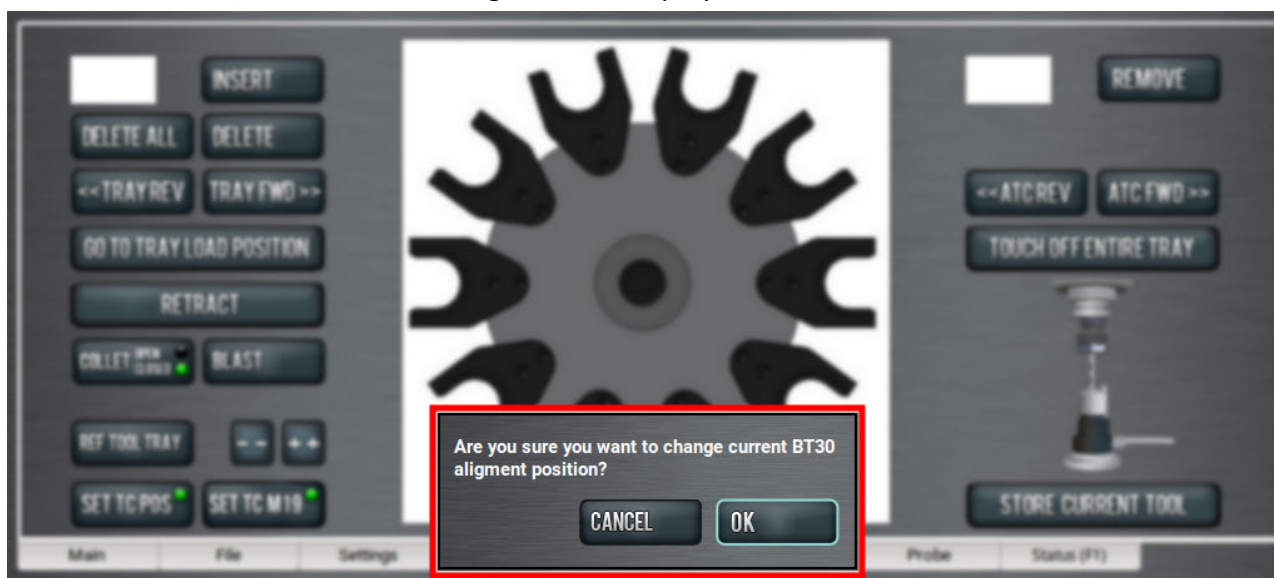 INSERT
REMOVE
DELETE ALL
DELETE
<<TRAY REV
TRAY FWD >>
<<ATC REV
ATC FWD >>
GO TO TRAY LOAD POSITION
TOUCH OFF ENTIRE TRAY
RETRACT
COLLET OPEN
CLOSED
BLAST
REF TOOL TRAY
- -
++
Are you sure you want to change current BT30
aligment position?
CANCEL
OK
SET TC POS
SET TC M19
STORE CURRENT TOOL
Main
File
Settings
Probe
Status (F1)